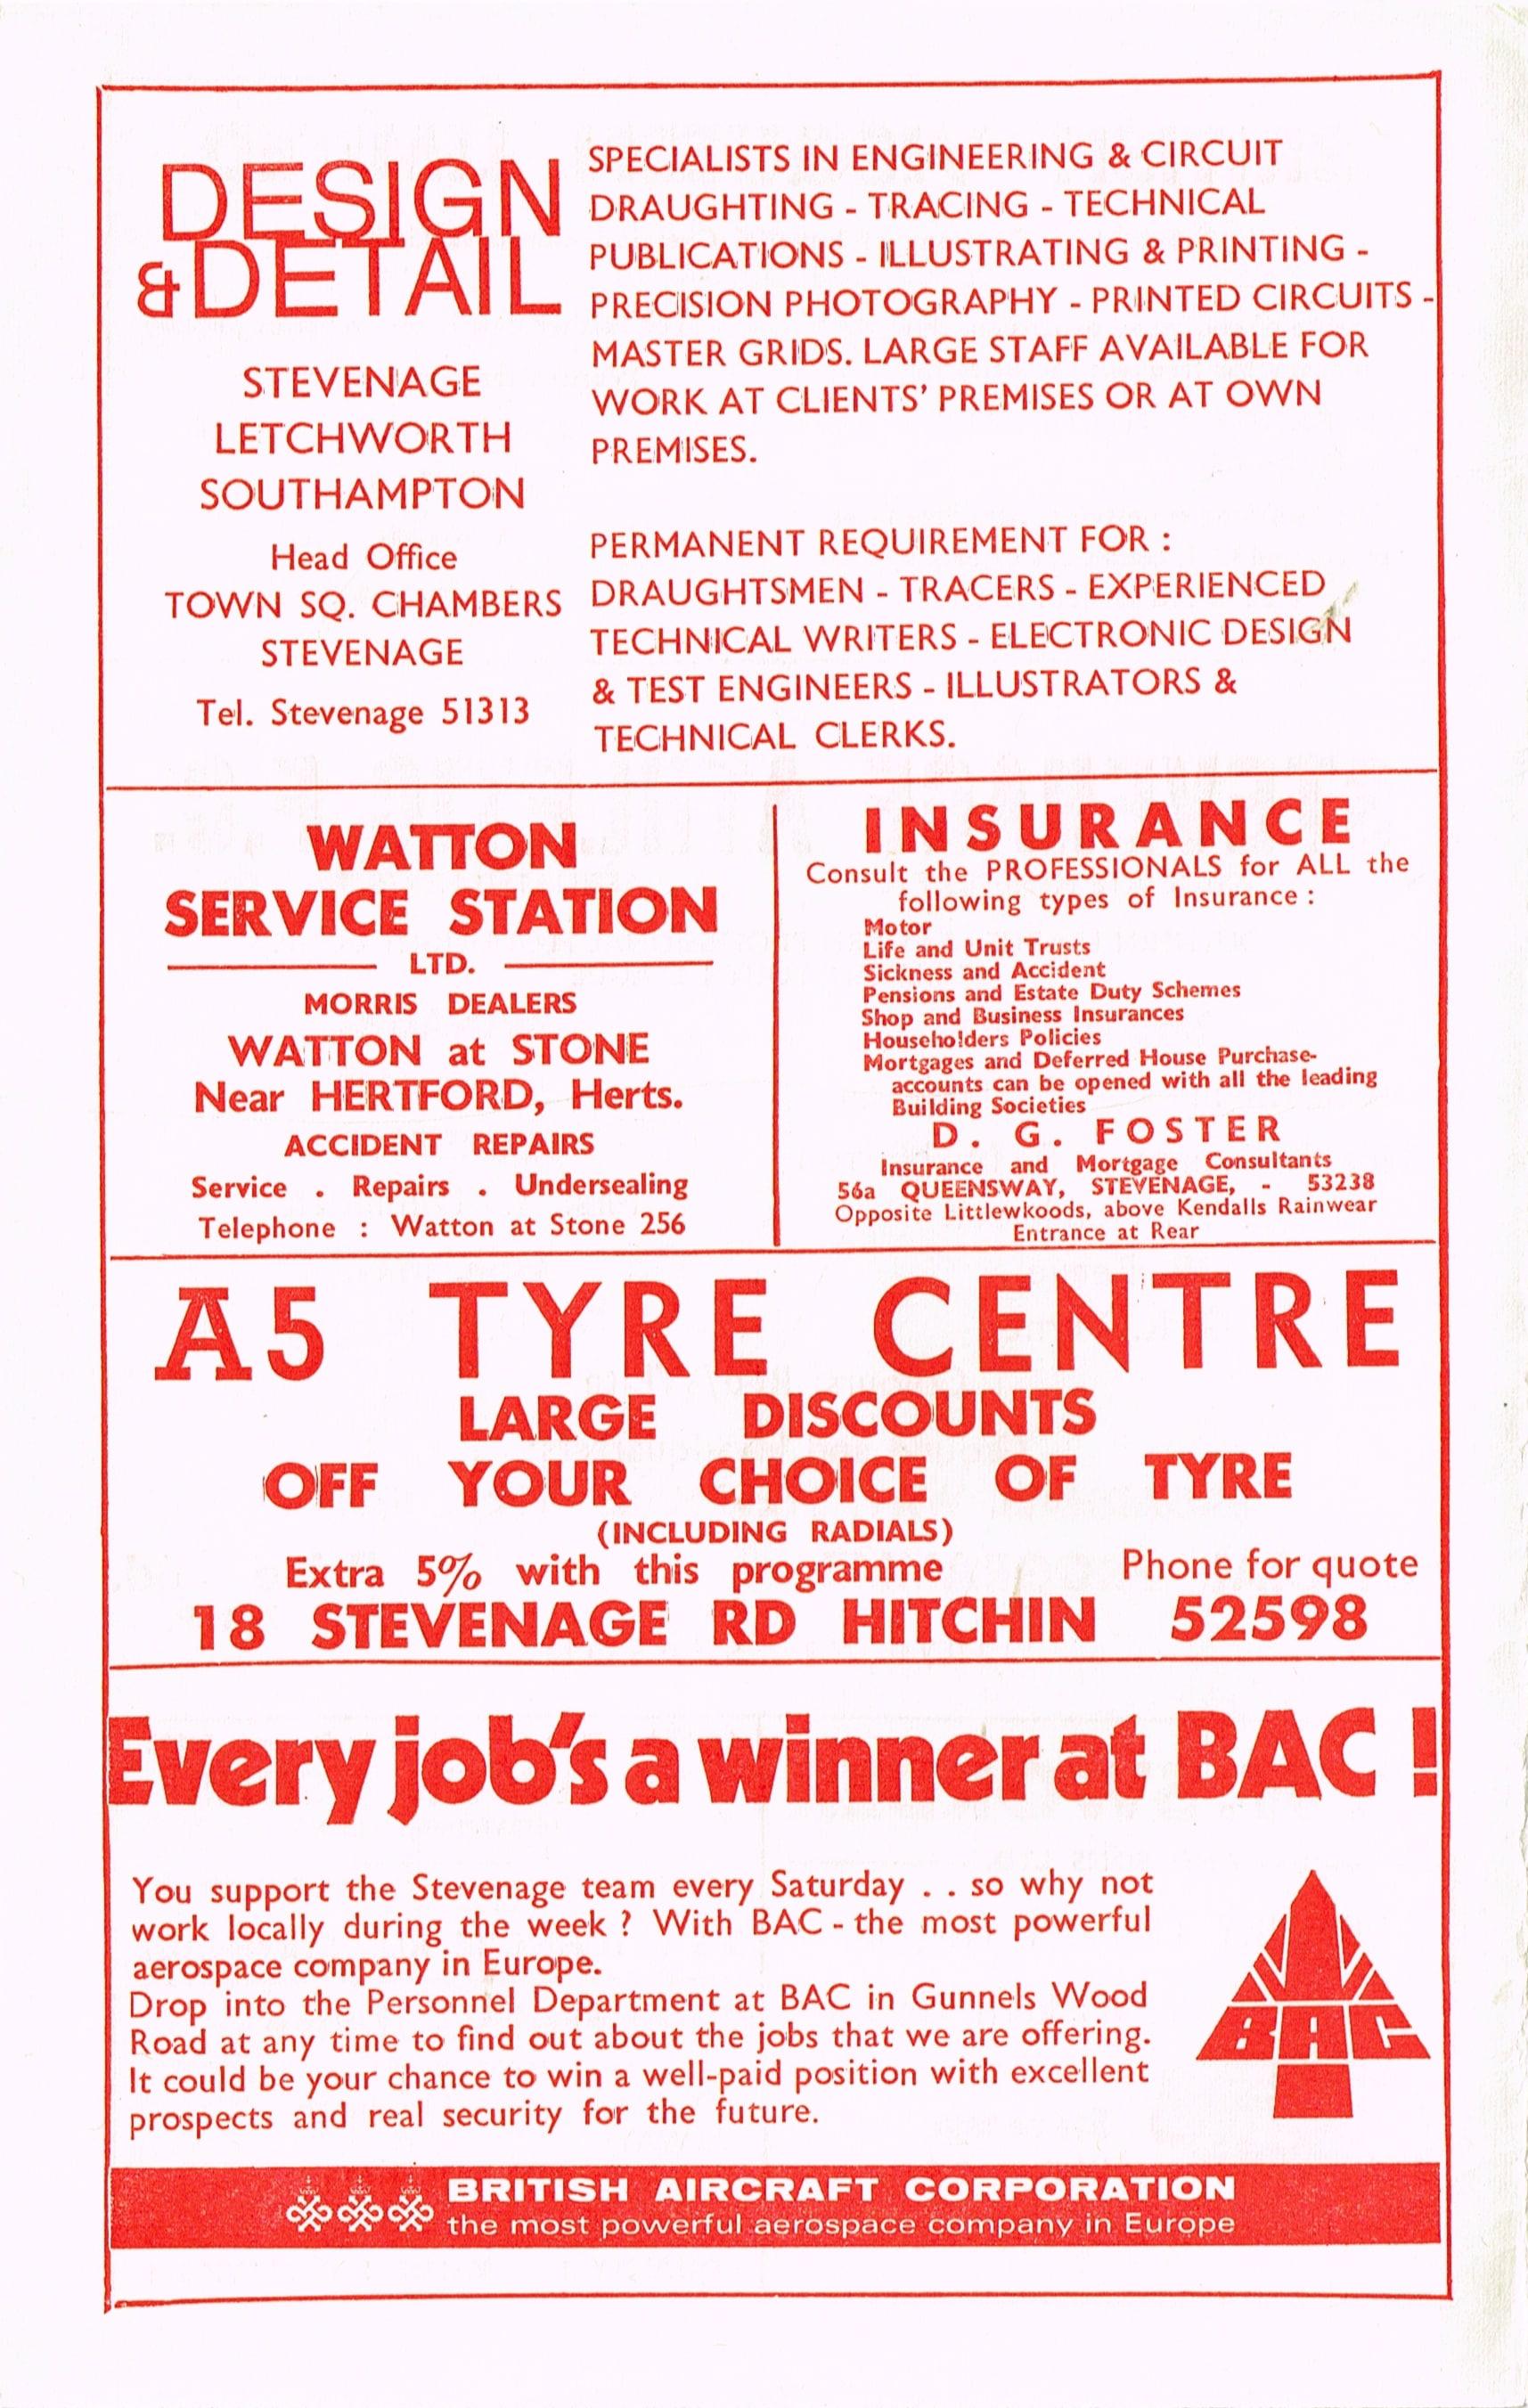 DESIGN
&DETAIL
STEVENAGE
LETCHWORTH
SOUTHAMPTON
Head Office
TOWN SQ. CHAMBERS
STEVENAGE
Tel. Stevenage 51313
SPECIALISTS IN ENGINEERING & CIRCUIT
DRAUGHTING - TRACING - TECHNICAL
PUBLICATIONS - ILLUSTRATING & PRINTING -
PRECISION PHOTOGRAPHY - PRINTED CIRCUITS -
MASTER GRIDS. LARGE STAFF AVAILABLE FOR
WORK AT CLIENTS' PREMISES OR AT OWN
PREMISES.
PERMANENT REQUIREMENT FOR :
DRAUGHTSMEN - TRACERS - EXPERIENCED
TECHNICAL WRITERS - ELECTRONIC DESIGN
& TEST ENGINEERS - ILLUSTRATORS &
TECHNICAL CLERKS.
WATTON
SERVICE STATION
LTD.
MORRIS DEALERS
WATTON at STONE
Near HERTFORD, Herts.
ACCIDENT REPAIRS
Service . Repairs . Undersealing
Telephone : Watton at Stone 256
INSURANCE
Consult the PROFESSIONALS for ALL the
following types of Insurance :
Motor
Life and Unit Trusts
Sickness and Accident
Pensions and Estate Duty Schemes
Shop and Business Insurances
Householders Policies
Mortgages and Deferred House Purchase-
accounts can be opened with all the leading
Building Societies
D. G. FOSTER
Insurance and Mortgage Consultants
56a QUEENSWAY, STEVENAGE, - 53238
Opposite Littlewkoods, above Kendalls Rainwear
Entrance at Rear
A5 TYRE CENTRE
LARGE DISCOUNTS
OFF YOUR CHOICE OF TYRE
(INCLUDING RADIALS)
Extra 5% with this programme Phone for quote
18 STEVENAGE RD HITCHIN 52598
Every job's a winner at BAC !
You support the Stevenage team every Saturday . . so why not
work locally during the week ? With BAC - the most powerful
aerospace company in Europe.
Drop into the Personnel Department at BAC in Gunnels Wood
Road at any time to find out about the jobs that we are offering.
It could be your chance to win a well-paid position with excellent
prospects and real security for the future.
BAC
BRITISH AIRCRAFT CORPORATION
the most powerful aerospace company in Europe